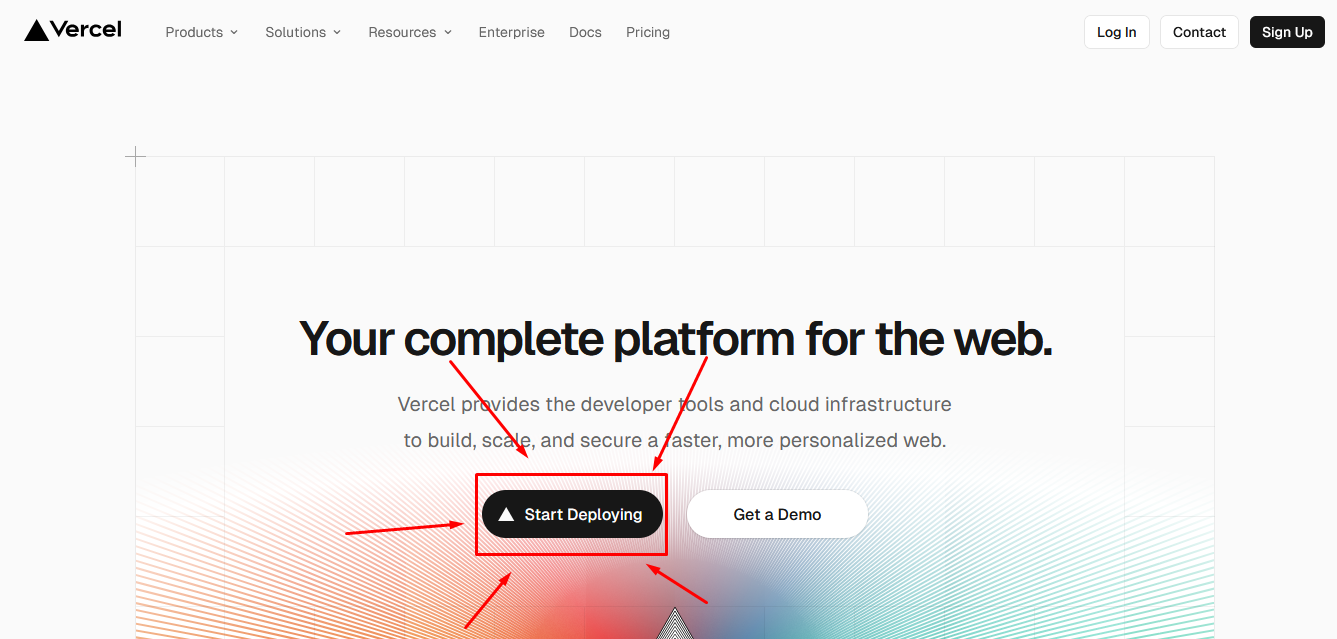 Vercel
Products
Solutions
Resources
Enterprise
Docs
Pricing
Log In
Contact
Sign Up
Your complete platform for the web.
Vercel provides the developer tools and cloud infrastructure
to build, scale, and secure a faster, more personalized web.
Start Deploying
Get a Demo